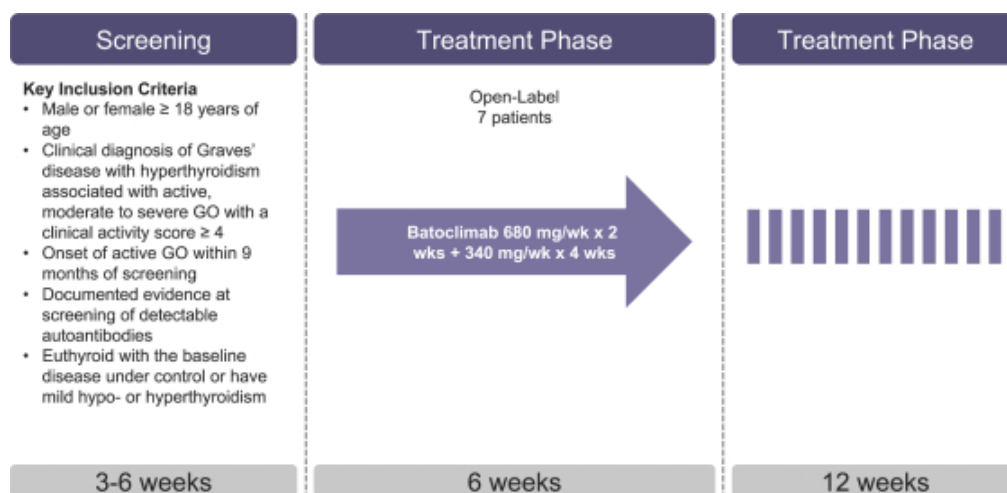 Screening
Key Inclusion Criteria
• Male or female ≥ 18 years of
age
• Clinical diagnosis of Graves'
disease with hyperthyroidism
associated with active,
moderate to severe GO with a
clinical activity score ≥ 4
• Onset of active GO within 9
months of screening
• Documented evidence at
screening of detectable
autoantibodies
• Euthyroid with the baseline
disease under control or have
mild hypo- or hyperthyroidism
3-6 weeks
Treatment Phase
Open-Label
7 patients
Batoclimab 680 mg/wk x 2
wks + 340 mg/wk x 4 wks
6 weeks
Treatment Phase
12 weeks